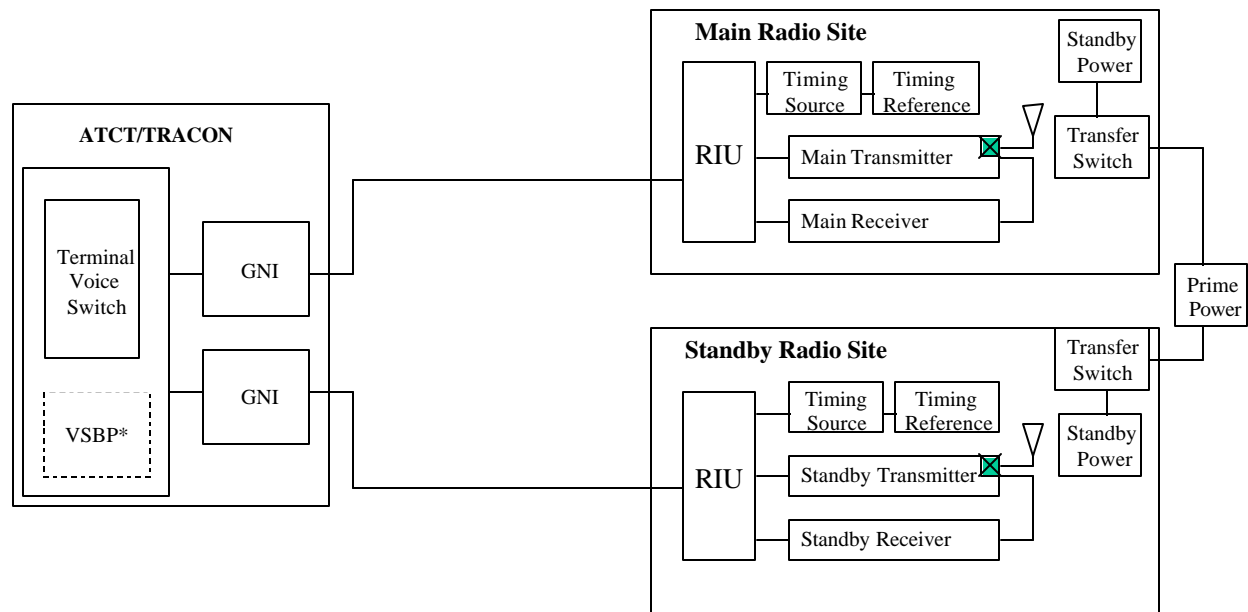 ATCT/TRACON
Terminal
Voice
Switch
VSBP*
GNI
GNI
Main Radio Site
RIU
Timing
Source
Timing
Reference
Main Transmitter
Main Receiver
Standby
Power
Transfer
Switch
Prime
Power
Standby Radio Site
RIU
Timing
Source
Timing
Reference
Standby Transmitter
Standby Receiver
Transfer
Switch
Standby
Power